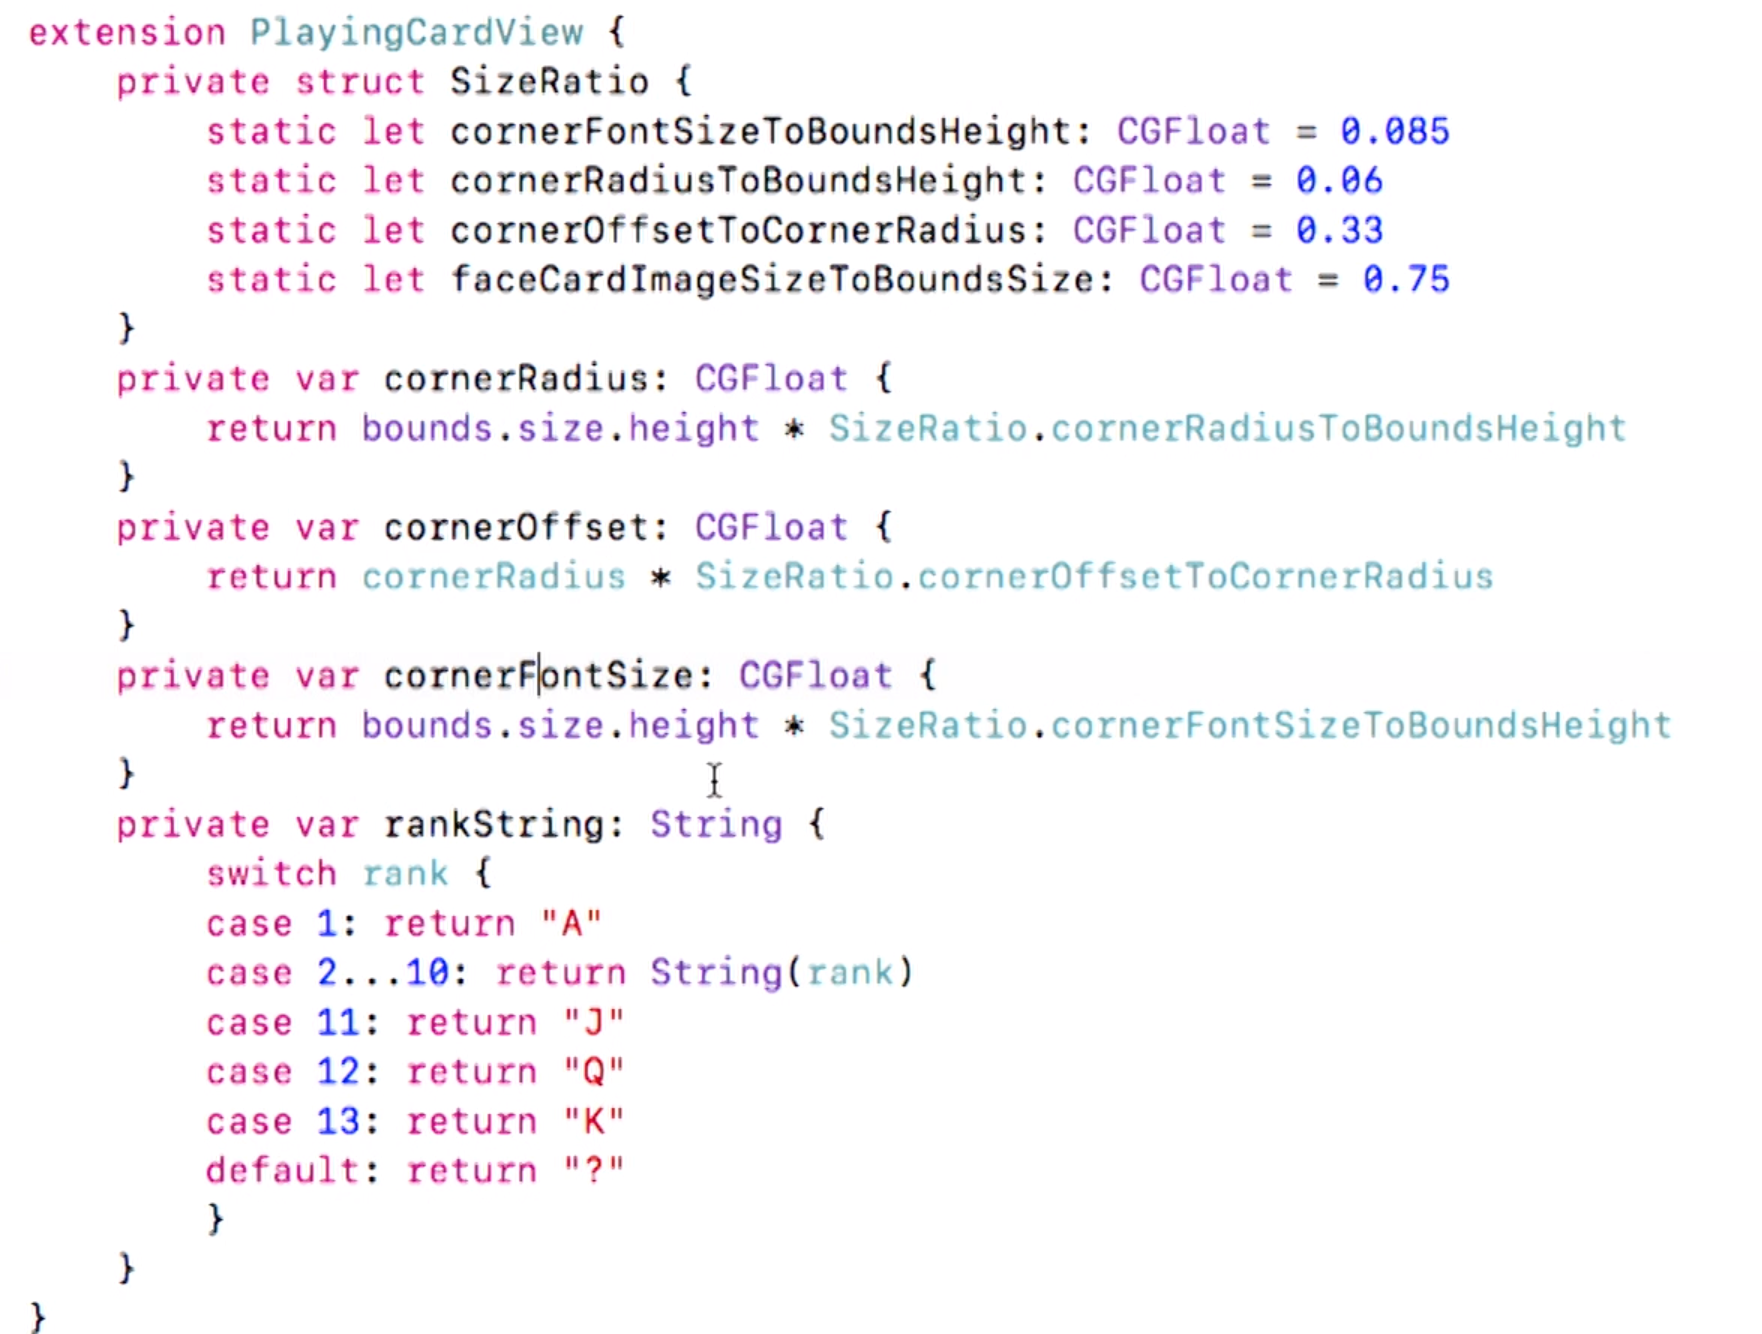 extension PlayingCardView {
    private struct SizeRatio {
        static let cornerFontSizeToBoundsHeight: CGFloat = 0.085
        static let cornerRadiusToBoundsHeight: CGFloat = 0.06
        static let cornerOffsetToCornerRadius: CGFloat = 0.33
        static let faceCardImageSizeToBoundsSize: CGFloat = 0.75
    }
    private var cornerRadius: CGFloat {
        return bounds.size.height * SizeRatio.cornerRadiusToBoundsHeight
    }
    private var cornerOffset: CGFloat {
        return cornerRadius * SizeRatio.cornerOffsetToCornerRadius
    }
    private var cornerFontSize: CGFloat {
        return bounds.size.height * SizeRatio.cornerFontSizeToBoundsHeight
    }
    private var rankString: String {
        switch rank {
        case 1: return "A"
        case 2...10: return String(rank)
        case 11: return "J"
        case 12: return "Q"
        case 13: return "K"
        default: return "?"
        }
    }
}